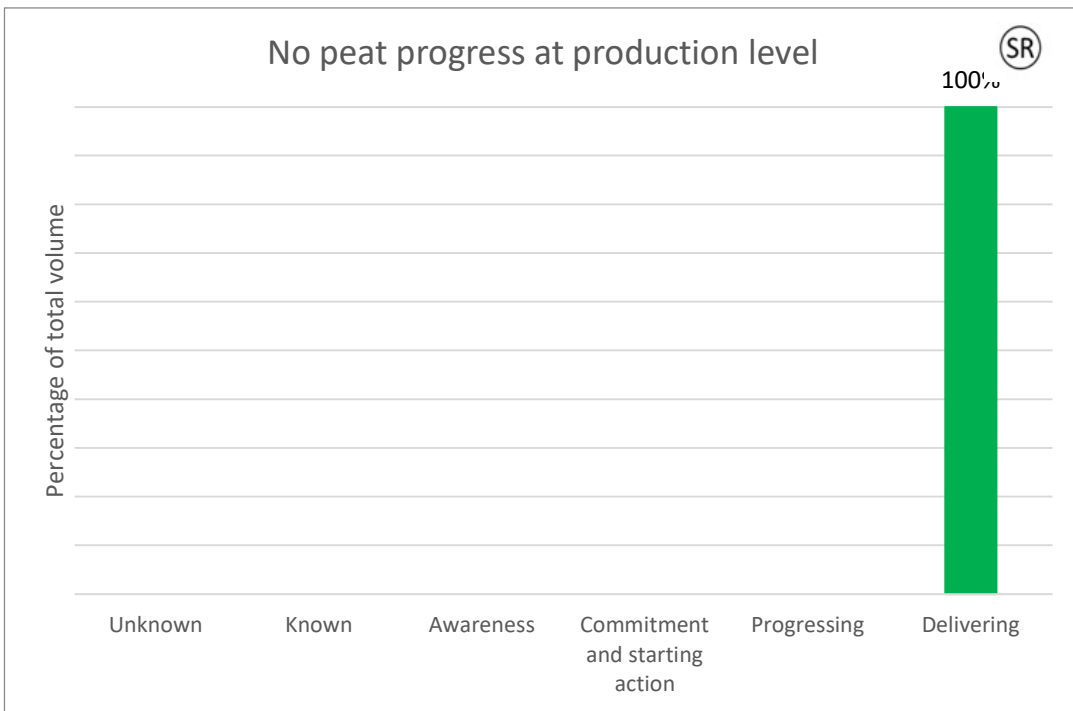 No peat progress at production level
SR
100%
Percentage of total volume
Unknown
Known
Awareness
Commitment
and starting
action
Progressing
Delivering